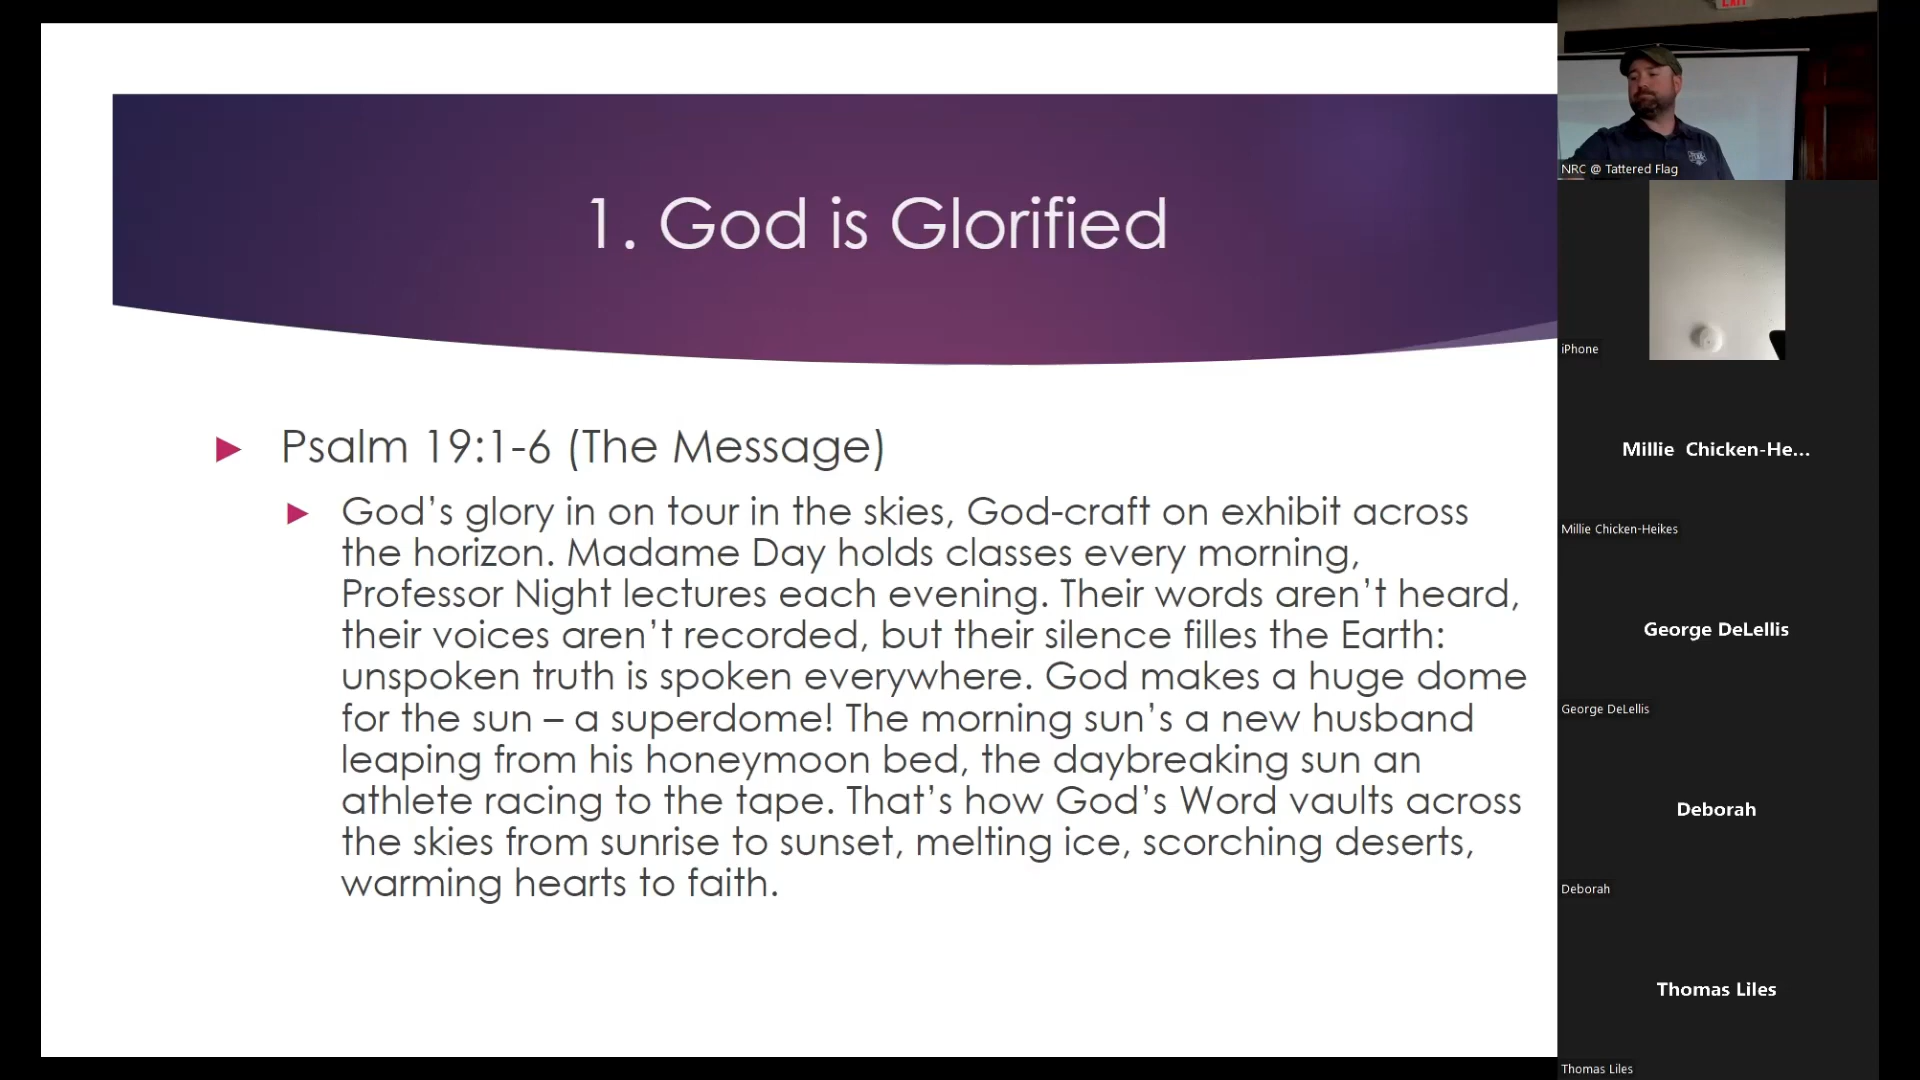 1. God is Glorified
Psalm 19:1-6 (The Message)
God’s glory in on tour in the skies, God-craft on exhibit across
the horizon. Madame Day holds classes every morning,
Professor Night lectures each evening. Their words aren’t heard,
their voices aren’t recorded, but their silence filles the Earth:
unspoken truth is spoken everywhere. God makes a huge dome
for the sun – a superdome! The morning sun’s a new husband
leaping from his honeymoon bed, the daybreaking sun an
athlete racing to the tape. That’s how God’s Word vaults across
the skies from sunrise to sunset, melting ice, scorching deserts,
warming hearts to faith.
EXIT
NRC @ Tattered Flag
iPhone
Millie Chicken-He...
Millie Chicken-Heikes
George DeLellis
George DeLellis
Deborah
Deborah
Thomas Liles
Thomas Liles